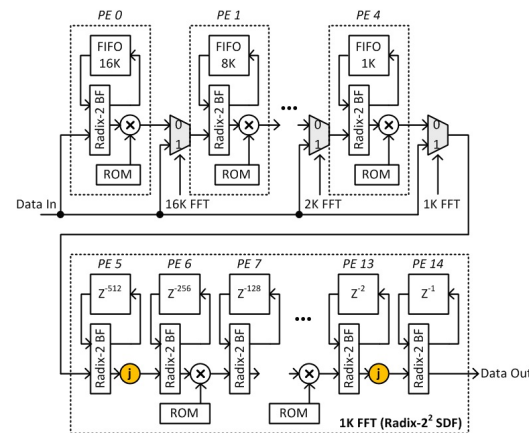 PE 0
PE 1
PE 4
FIFO
16K
FIFO
8K
FIFO
1K
Radix-2 BF
Radix-2 BF
Radix-2 BF
...
0
1
0
1
0
1
ROM
ROM
ROM
Data In
16K FFT
2K FFT
1K FFT
PE 5
PE 6
PE 7
PE 13
PE 14
Z-512
Z-256
Z-128
Z-2
Z-1
...
Radix-2 BF
j
Radix-2 BF
Radix-2 BF
Radix-2 BF
j
Radix-2 BF
Data Out
ROM
ROM
1K FFT (Radix-2² SDF)